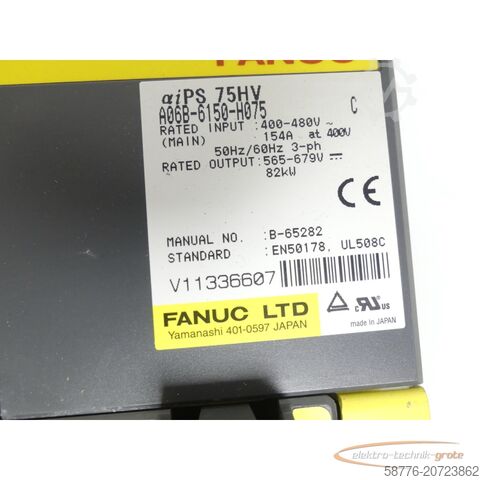 FANUC
αiPS 75HV
A06B-6150-H075 C
RATED INPUT :400-480V ~
(MAIN) 154A at 400V
50Hz/60Hz 3-ph
RATED OUTPUT:565-679V ⎓
82kW
CE
MANUAL NO. :B-65282
STANDARD :EN50178, UL508C
V11336607
FANUC LTD
Yamanashi 401-0597 JAPAN
c RU us
made in JAPAN
elektro-technik-grote
58776-20723862